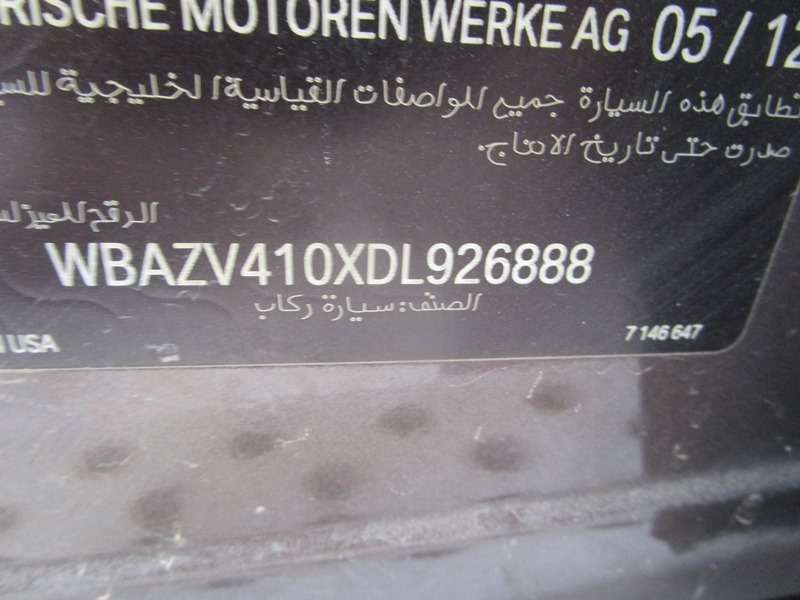 RISCHE MOTOREN WERKE AG 05/12
تطابق هذه السيارة جميع المواصفات القياسية الخليجية
صدرت حتى تاريخ الانتاج.
الرقم المميز
WBAZV410XDL926888
الصنف: سيارة ركاب
USA
7 146 647